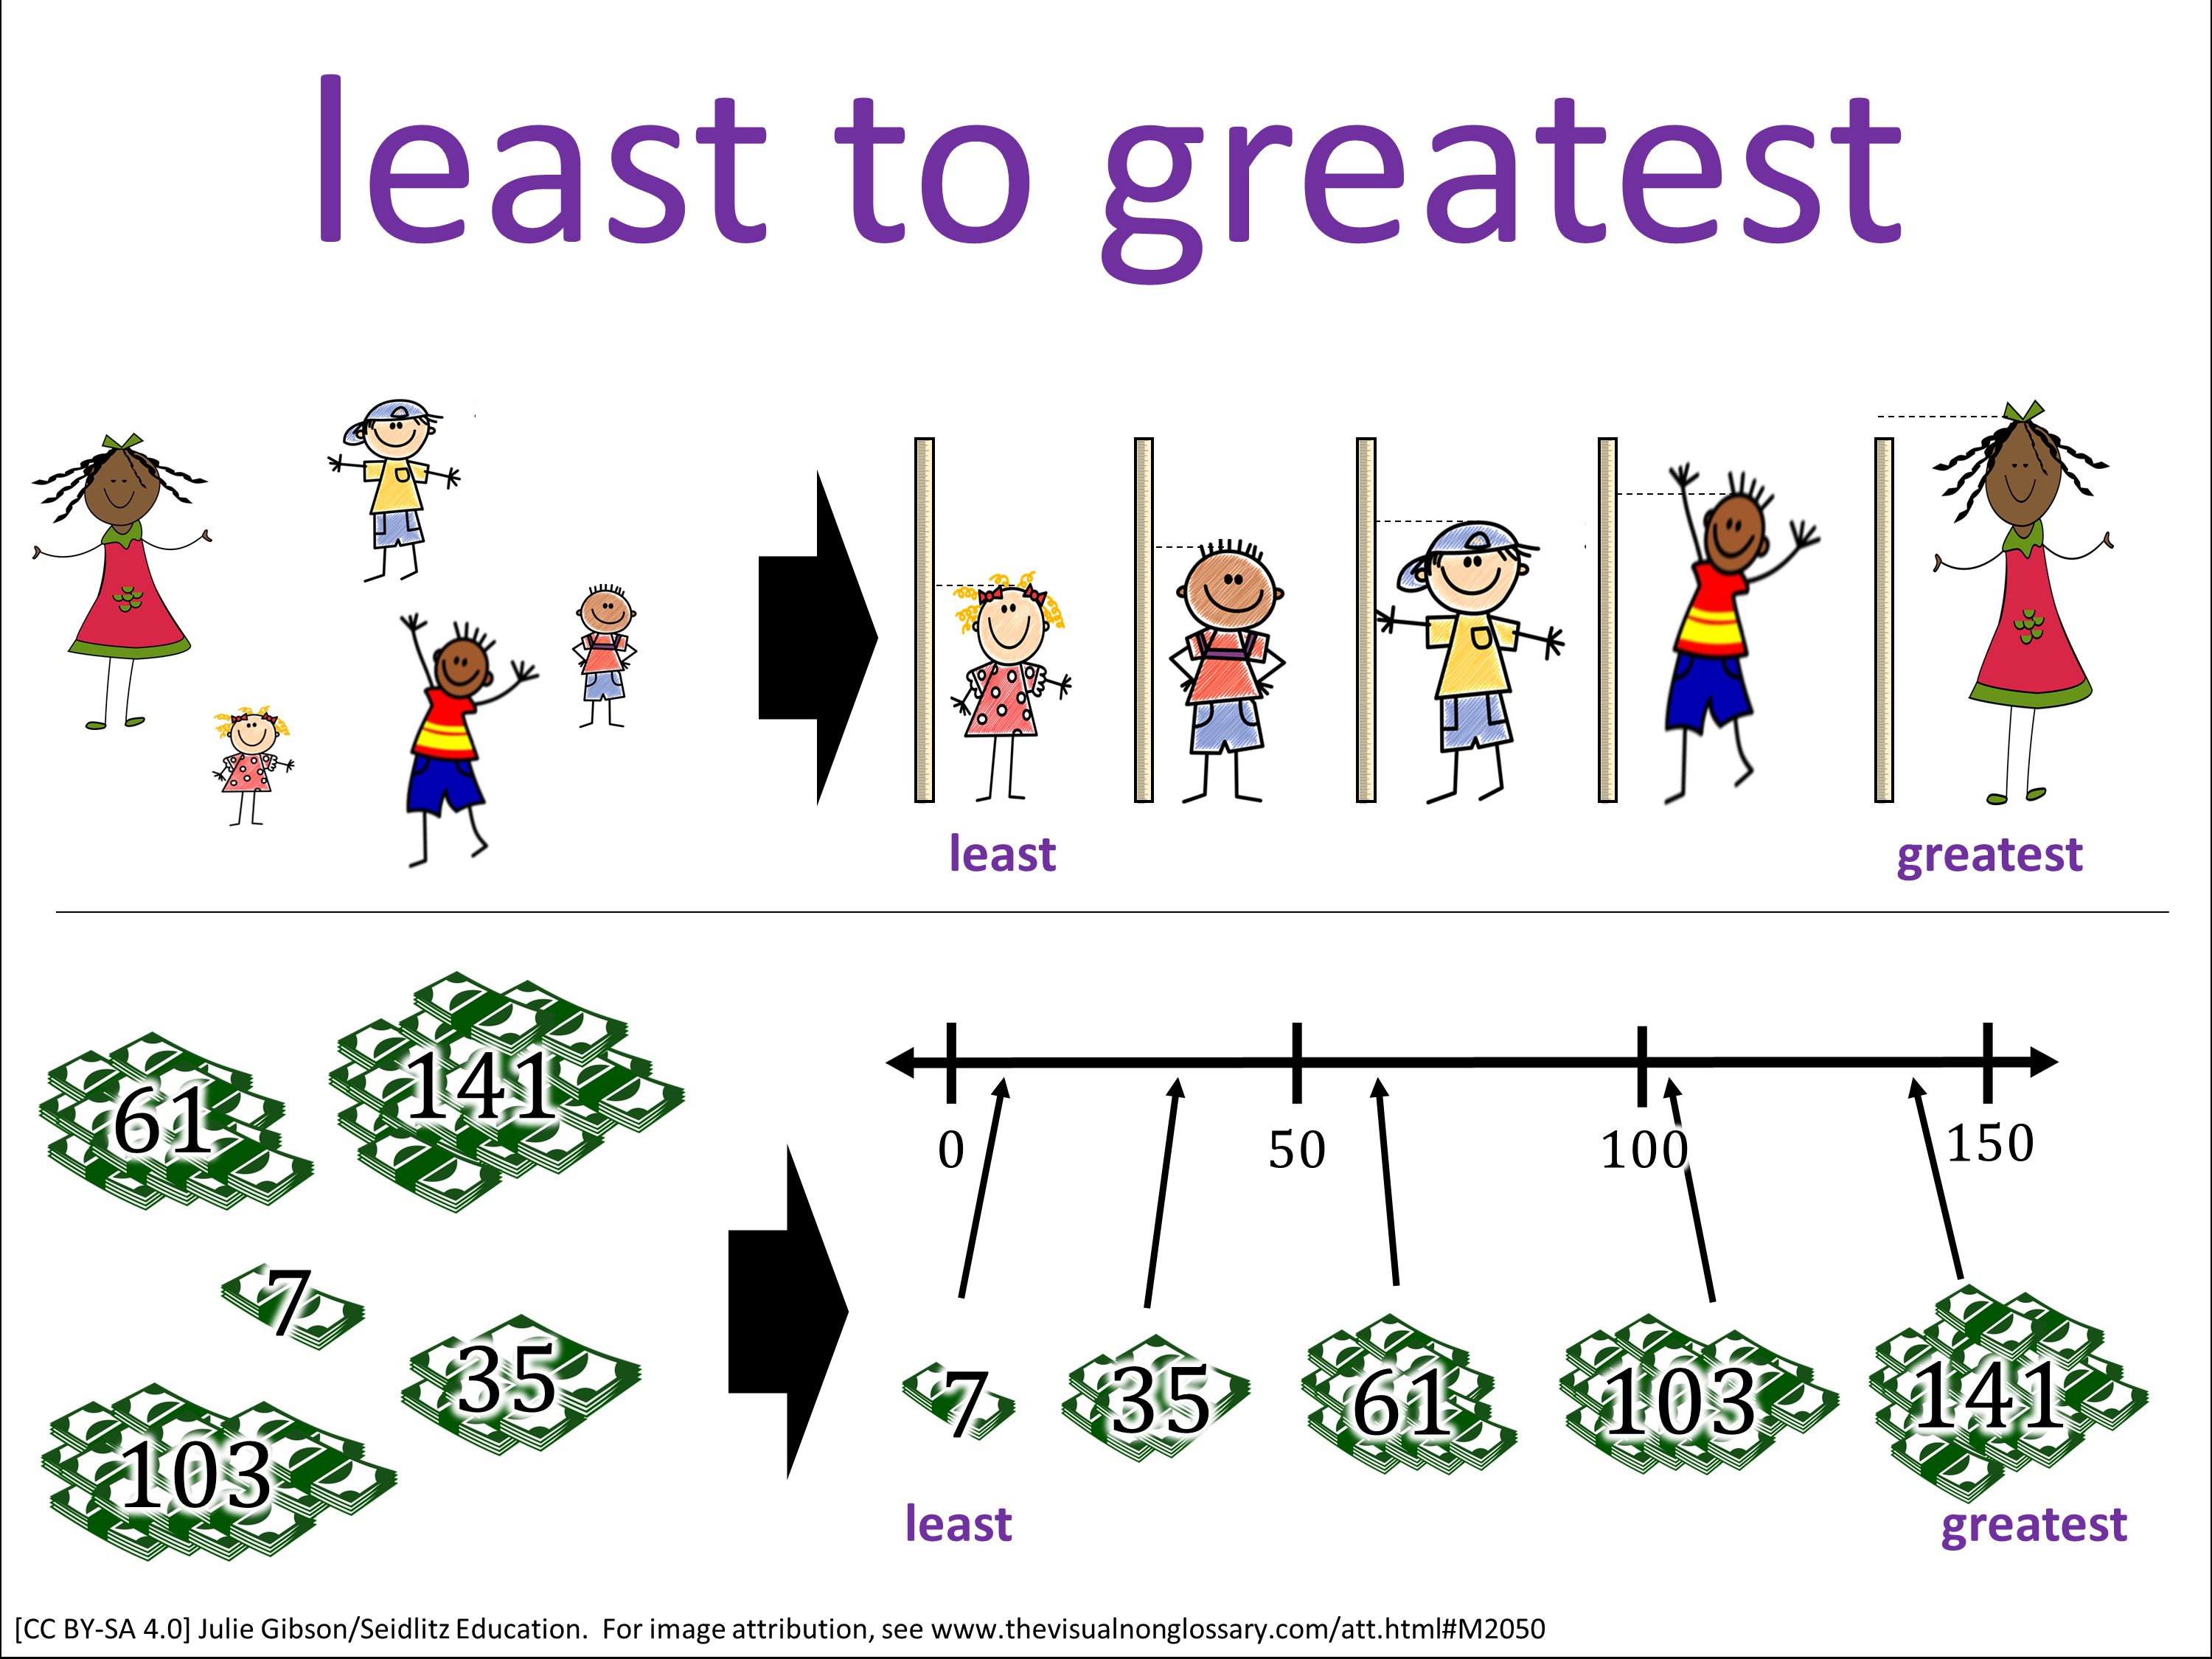 least to greatest
least
greatest
61
141
7
35
103
0
50
100
150
7
35
61
103
141
least
greatest
[CC BY-SA 4.0] Julie Gibson/Seidlitz Education.  For image attribution, see www.thevisualnonglossary.com/att.html#M2050